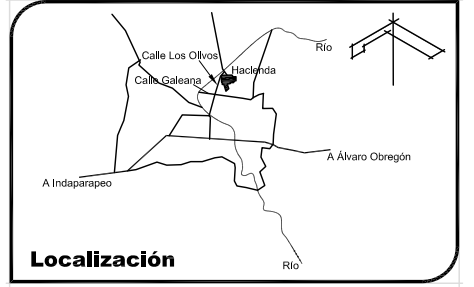 Río
Calle Los Olivos
Hacienda
Calle Galeana
A Álvaro Obregón
A Indaparapeo
Localización
Río